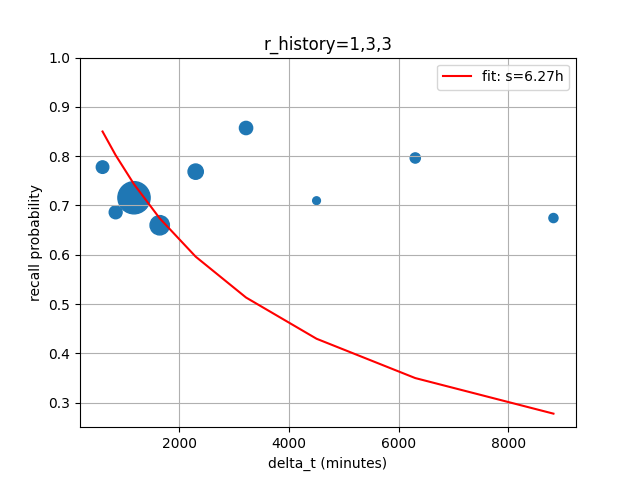 r_history=1,3,3
fit: s=6.27h
1.0
0.9
0.8
0.7
0.6
0.5
0.4
0.3
recall probability
2000 4000 6000 8000
delta_t (minutes)